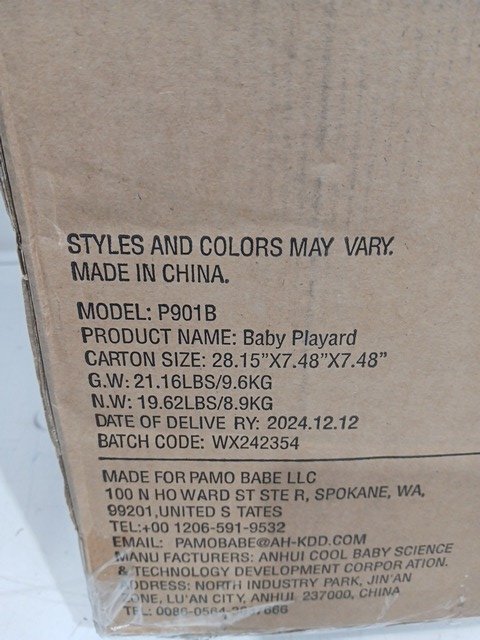 STYLES AND COLORS MAY VARY.
MADE IN CHINA.
MODEL: P901B
PRODUCT NAME: Baby Playard
CARTON SIZE: 28.15"X7.48"X7.48"
G.W: 21.16LBS/9.6KG
N.W: 19.62LBS/8.9KG
DATE OF DELIVE RY: 2024.12.12
BATCH CODE: WX242354
MADE FOR PAMO BABE LLC
100 N HO WARD ST STE R, SPOKANE, WA,
99201,UNITED S TATES
TEL:+00 1206-591-9532
EMAIL: PAMOBABE@AH-KDD.COM
MANU FACTURERS: ANHUI COOL BABY SCIENCE
& TECHNOLOGY DEVELOPMENT CORPOR ATION.
ADDRESS: NORTH INDUSTRY PARK, JIN'AN
ZONE, LU'AN CITY, ANHUI 237000, CHINA
TEL: